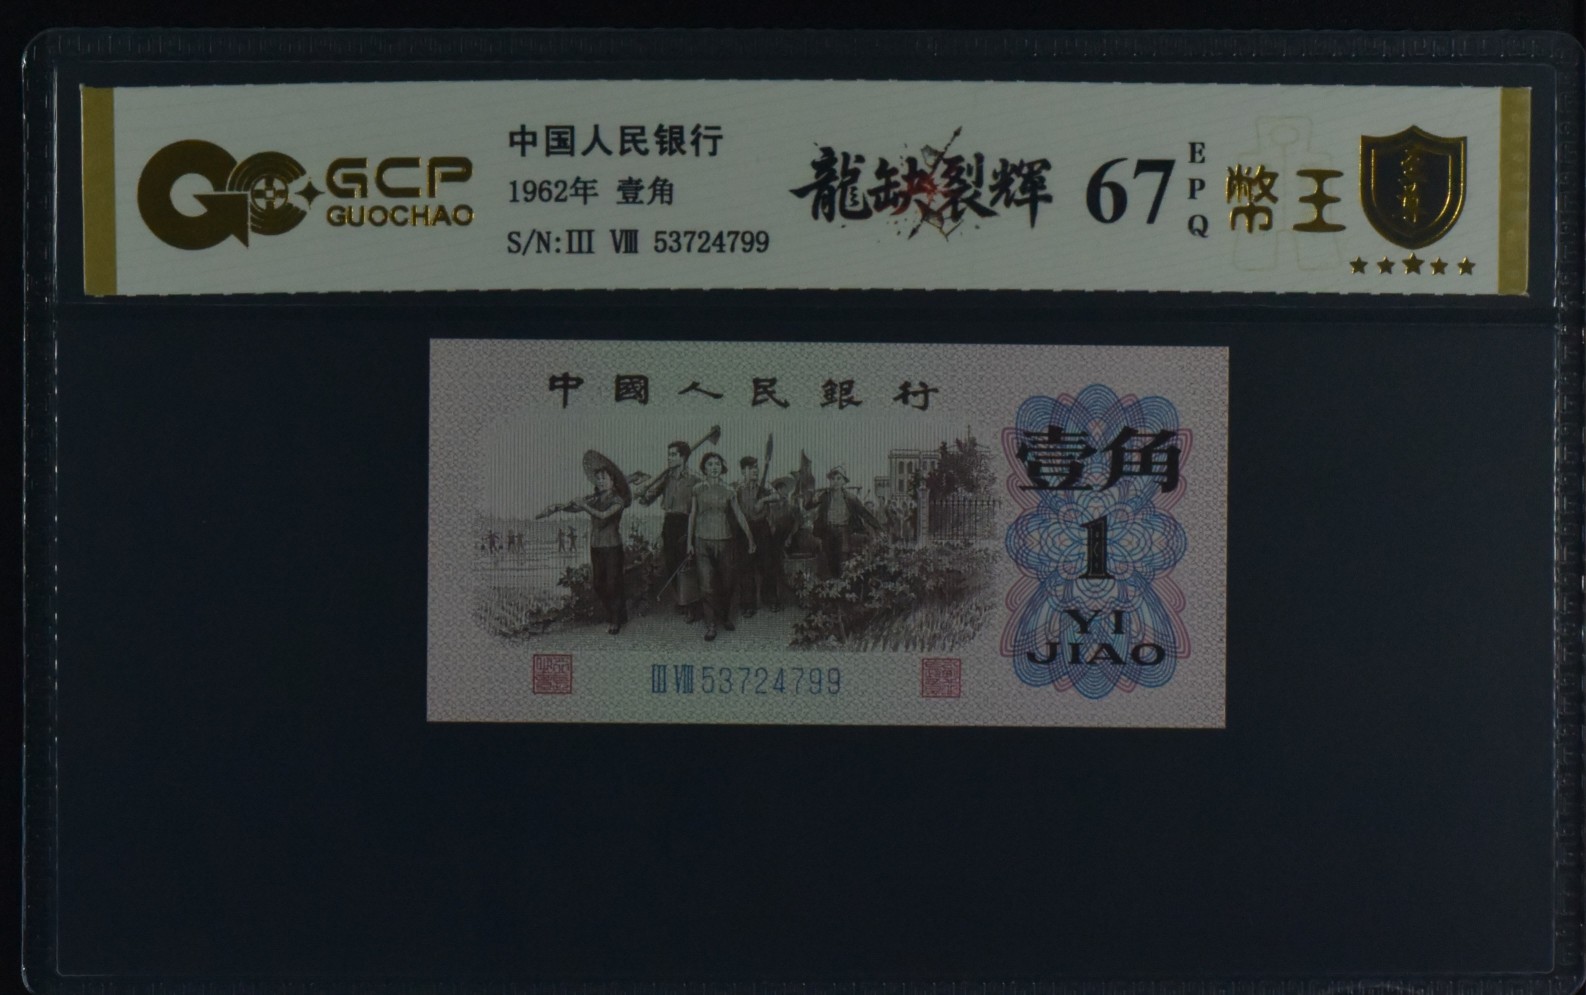 GCP
GUOCHAO
中国人民银行
1962年 壹角
S/N:III VIII 53724799
龍缺裂輝
67
EPQ
幣王
中國人民銀行
壹角
1
YI
JIAO
III VIII 53724799